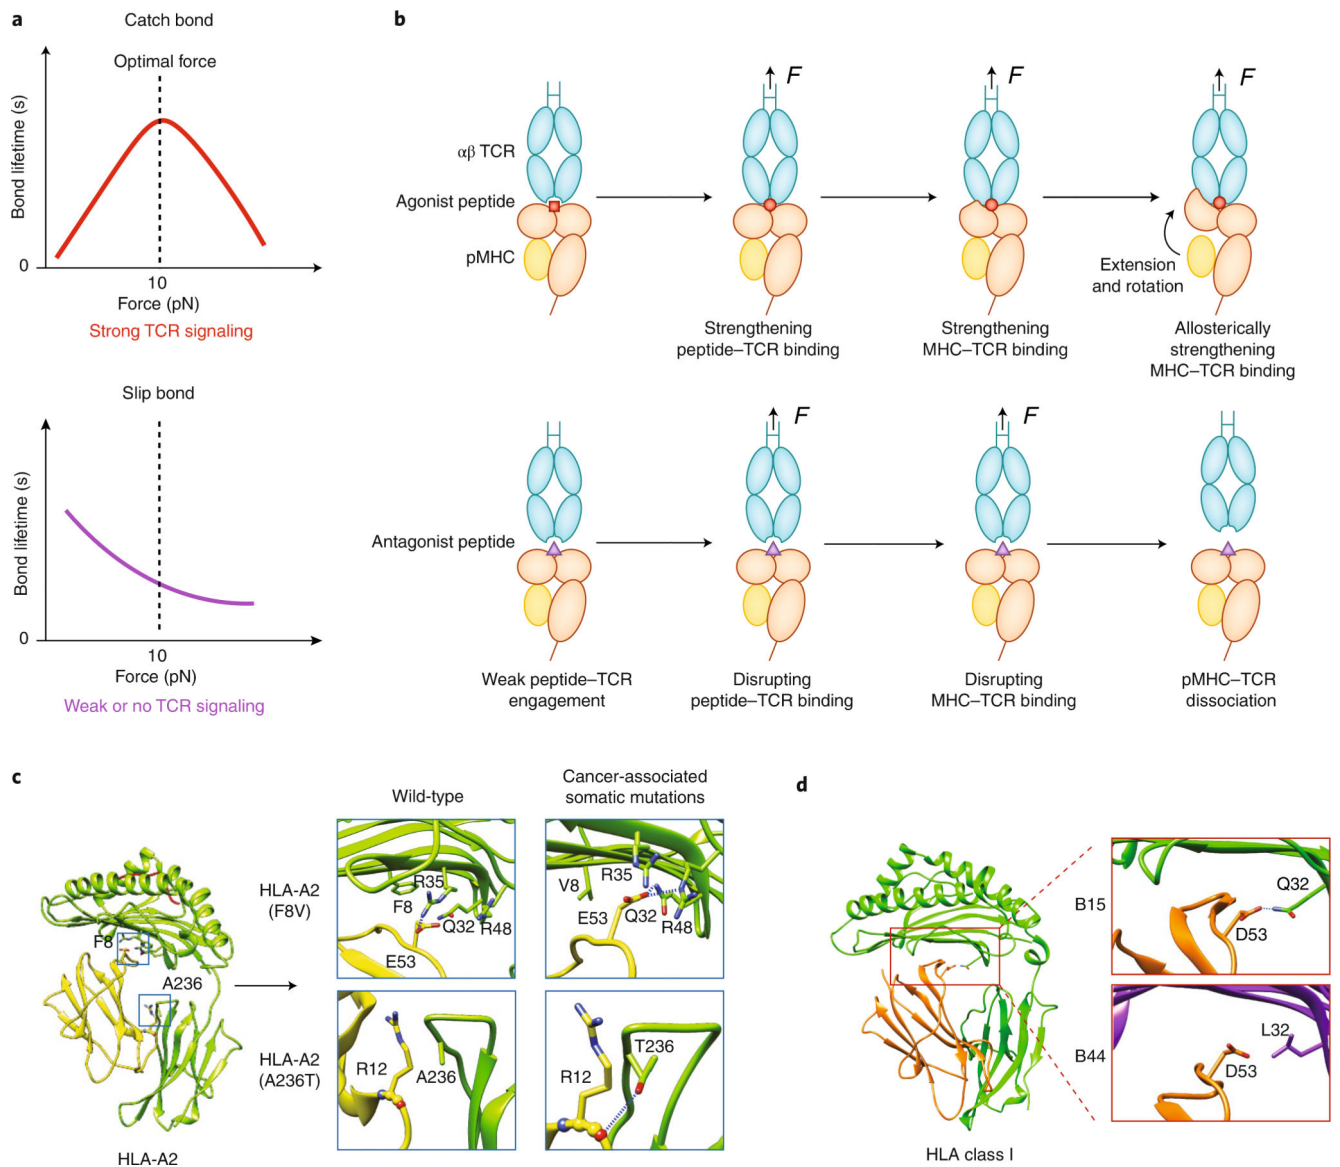 a
Catch bond
Optimal force
Bond lifetime (s)
0
10
Force (pN)
Strong TCR signaling
Slip bond
Bond lifetime (s)
0
10
Force (pN)
Weak or no TCR signaling
b
F
F
F
αβ TCR
Agonist peptide
pMHC
Extension
and rotation
Strengthening
peptide–TCR binding
Strengthening
MHC–TCR binding
Allosterically
strengthening
MHC–TCR binding
F
F
Antagonist peptide
Weak peptide–TCR
engagement
Disrupting
peptide–TCR binding
Disrupting
MHC–TCR binding
pMHC–TCR
dissociation
c
Wild-type
Cancer-associated
somatic mutations
F8
A236
HLA-A2
HLA-A2
(F8V)
R35
F8
Q32
R48
E53
R35
V8
E53
Q32
R48
HLA-A2
(A236T)
R12
A236
T236
R12
d
HLA class I
B15
Q32
D53
B44
L32
D53